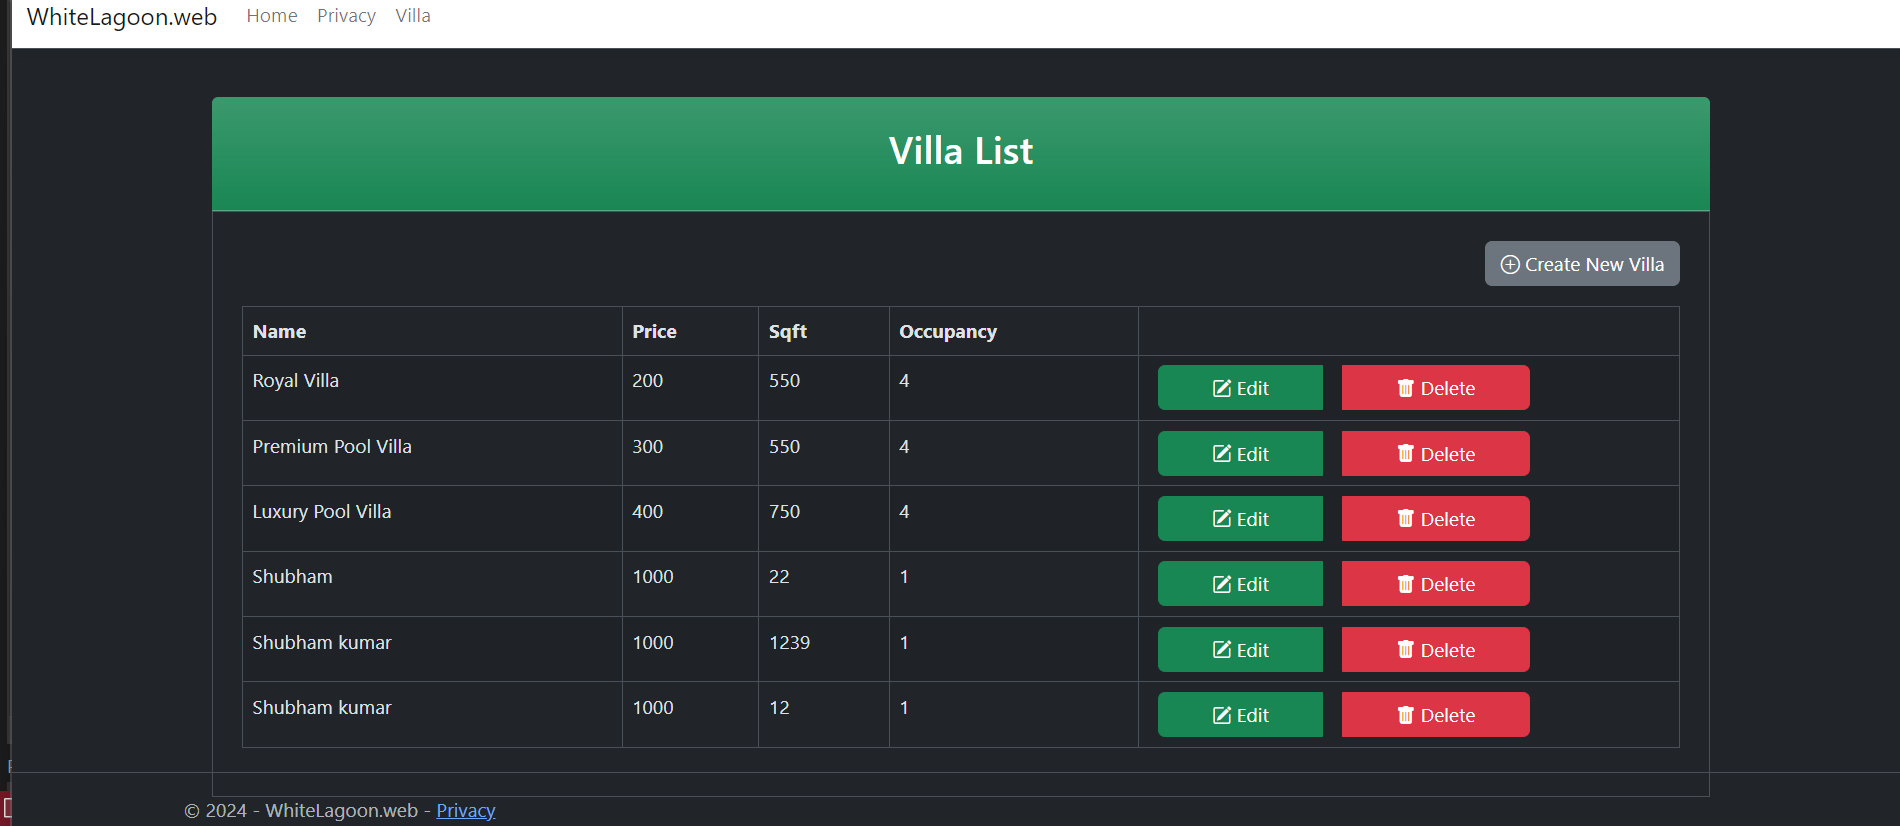 WhiteLagoon.web Home Privacy Villa
Villa List
Create New Villa
Name Price Sqft Occupancy
Royal Villa 200 550 4 Edit Delete
Premium Pool Villa 300 550 4 Edit Delete
Luxury Pool Villa 400 750 4 Edit Delete
Shubham 1000 22 1 Edit Delete
Shubham kumar 1000 1239 1 Edit Delete
Shubham kumar 1000 12 1 Edit Delete
© 2024 - WhiteLagoon.web - Privacy